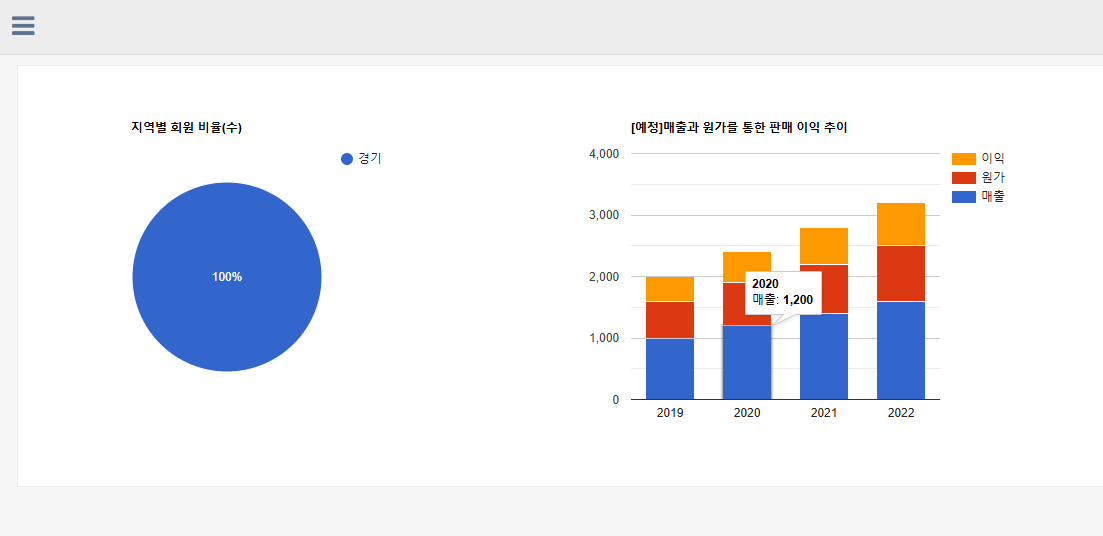 지역별 회원 비율(수)
경기
100%
[예정]매출과 원가를 통한 판매 이익 추이
4,000
3,000
2,000
1,000
0
이익
원가
매출
2020
매출: 1,200
2019
2020
2021
2022